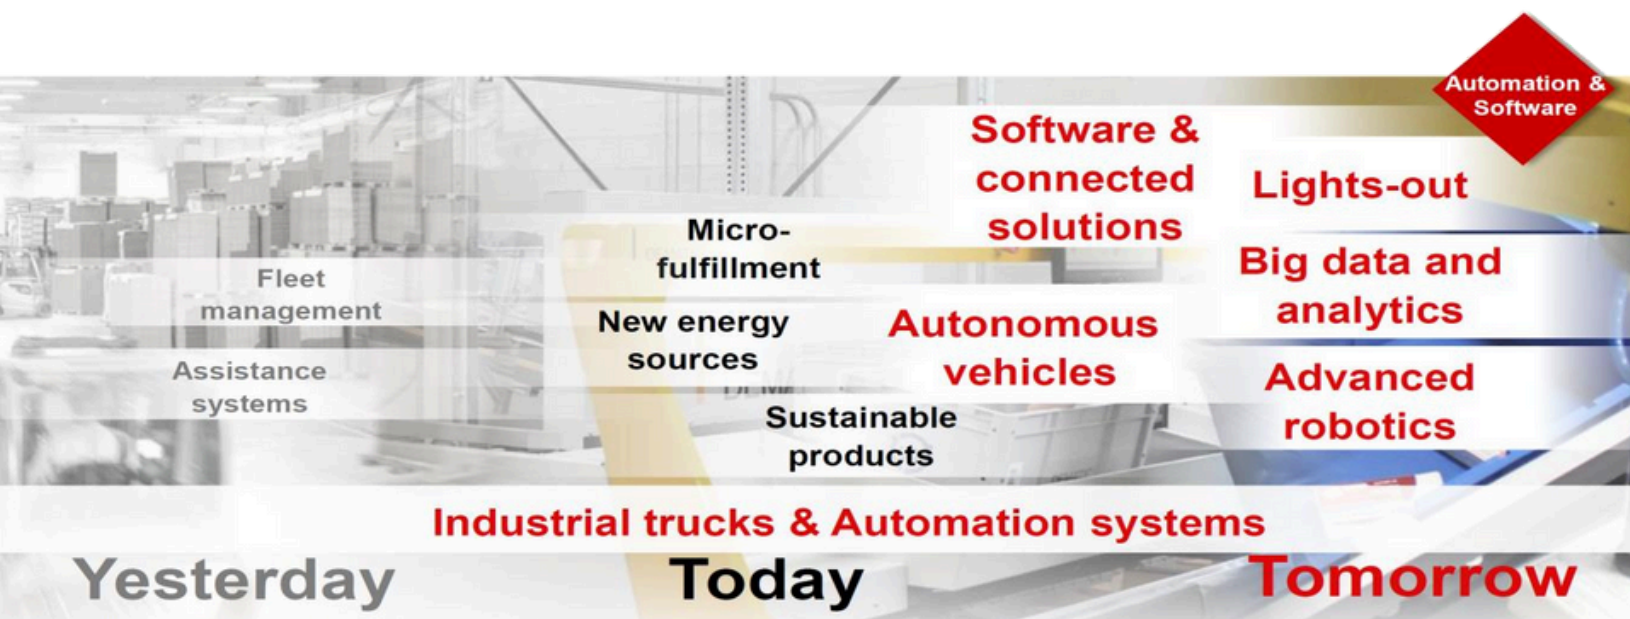 Automation &
Software
Software &
connected
solutions
Lights-out
Micro-
fulfillment
Big data and
analytics
Fleet
management
New energy
sources
Autonomous
vehicles
Assistance
systems
Advanced
robotics
Sustainable
products
Industrial trucks & Automation systems
Yesterday
Today
Tomorrow